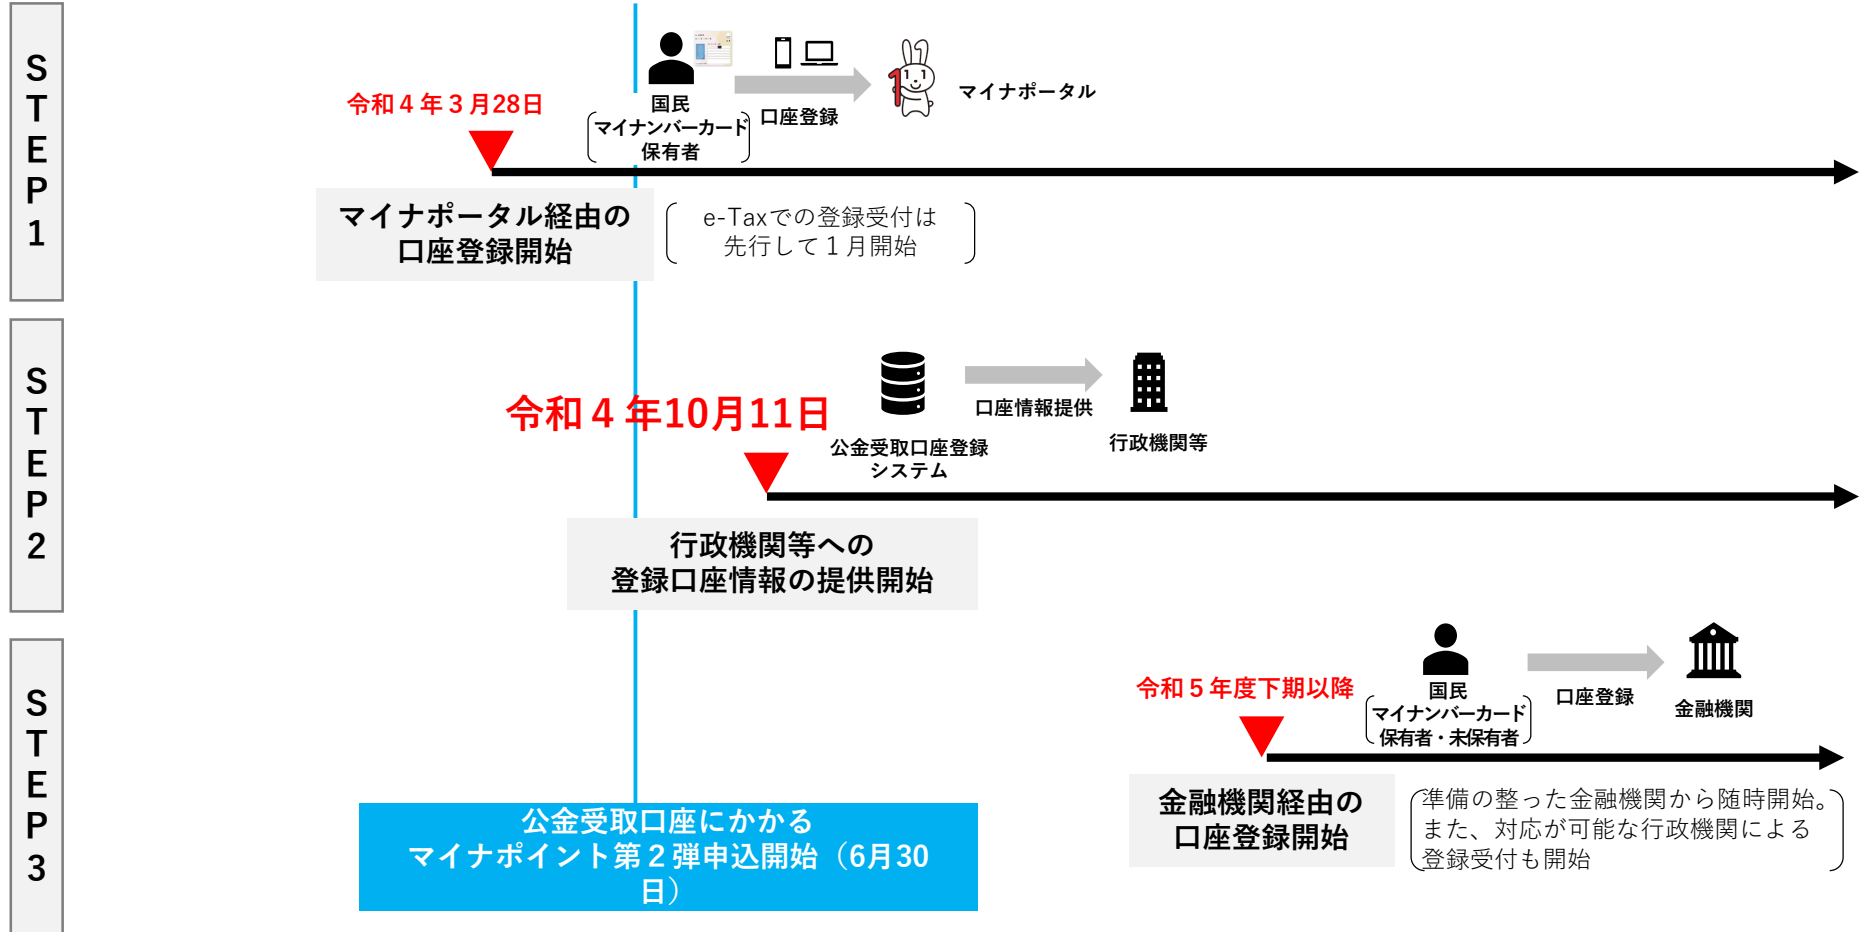 STEP1
令和４年３月28日
国民
マイナンバーカード
保有者
口座登録
マイナポータル
マイナポータル経由の
口座登録開始
e-Taxでの登録受付は
先行して１月開始
STEP2
令和４年10月11日
公金受取口座登録
システム
口座情報提供
行政機関等
行政機関等への
登録口座情報の提供開始
STEP3
令和５年度下期以降
国民
マイナンバーカード
保有者・未保有者
口座登録
金融機関
金融機関経由の
口座登録開始
準備の整った金融機関から随時開始。
また、対応が可能な行政機関による
登録受付も開始
公金受取口座にかかる
マイナポイント第２弾申込開始（6月30
日）